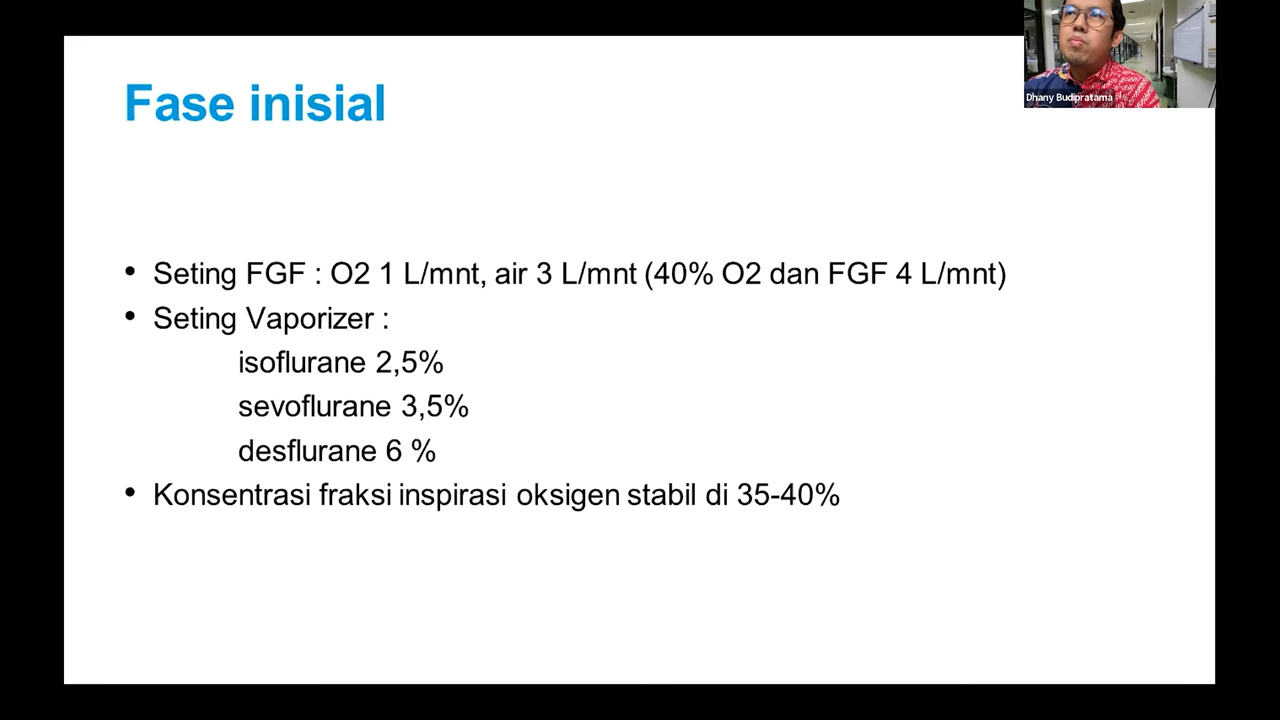 Fase inisial
Dhany Budipratama
• Seting FGF : O2 1 L/mnt, air 3 L/mnt (40% O2 dan FGF 4 L/mnt)
• Seting Vaporizer :
isoflurane 2,5%
sevoflurane 3,5%
desflurane 6 %
• Konsentrasi fraksi inspirasi oksigen stabil di 35-40%